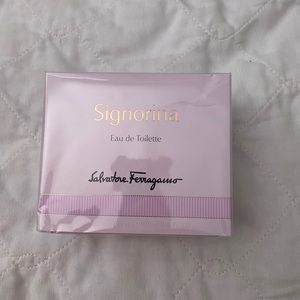 Signorina
Eau de Toilette
Salvatore Ferragamo